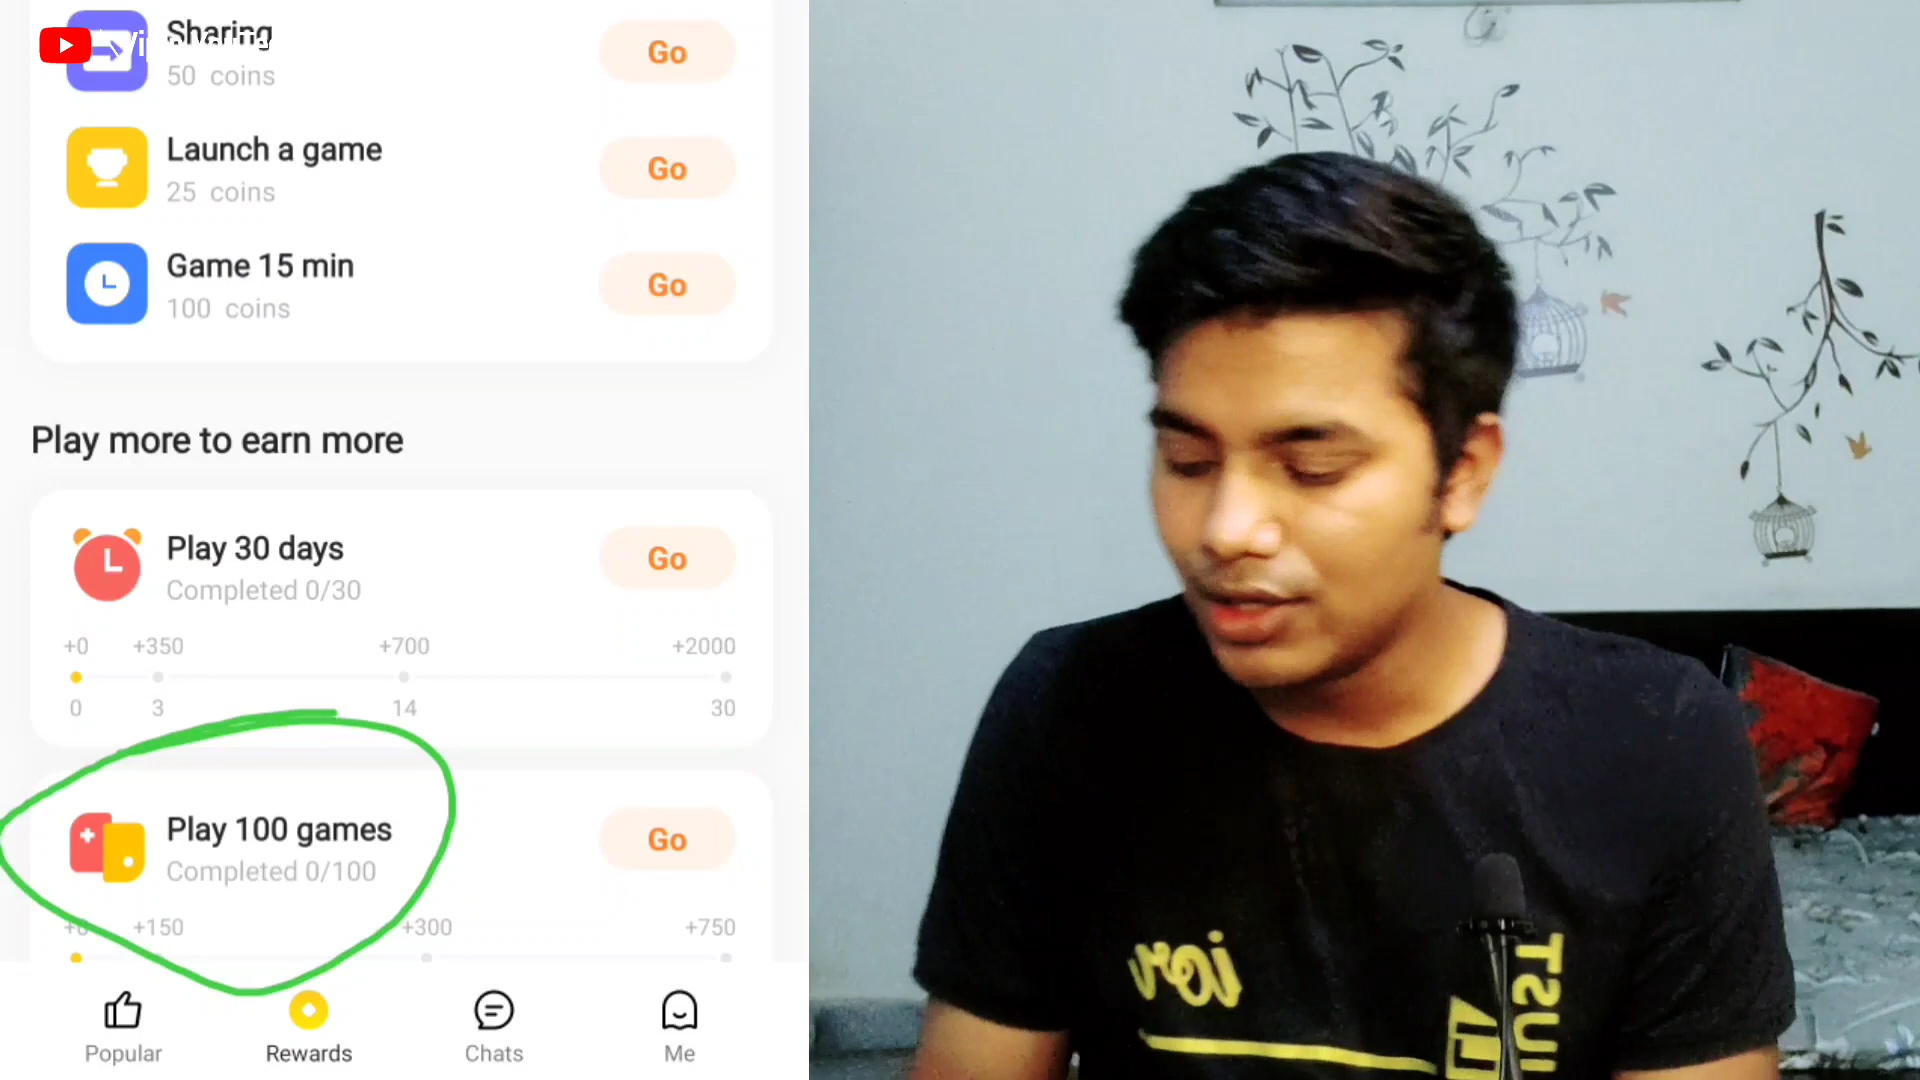 Sharing
50 coins
Go
Launch a game
25 coins
Go
Game 15 min
100 coins
Go
Play more to earn more
Play 30 days
Completed 0/30
Go
+0 +350 +700 +2000
0 3 14 30
Play 100 games
Completed 0/100
Go
+0 +150 +300 +750
Popular
Rewards
Chats
Me